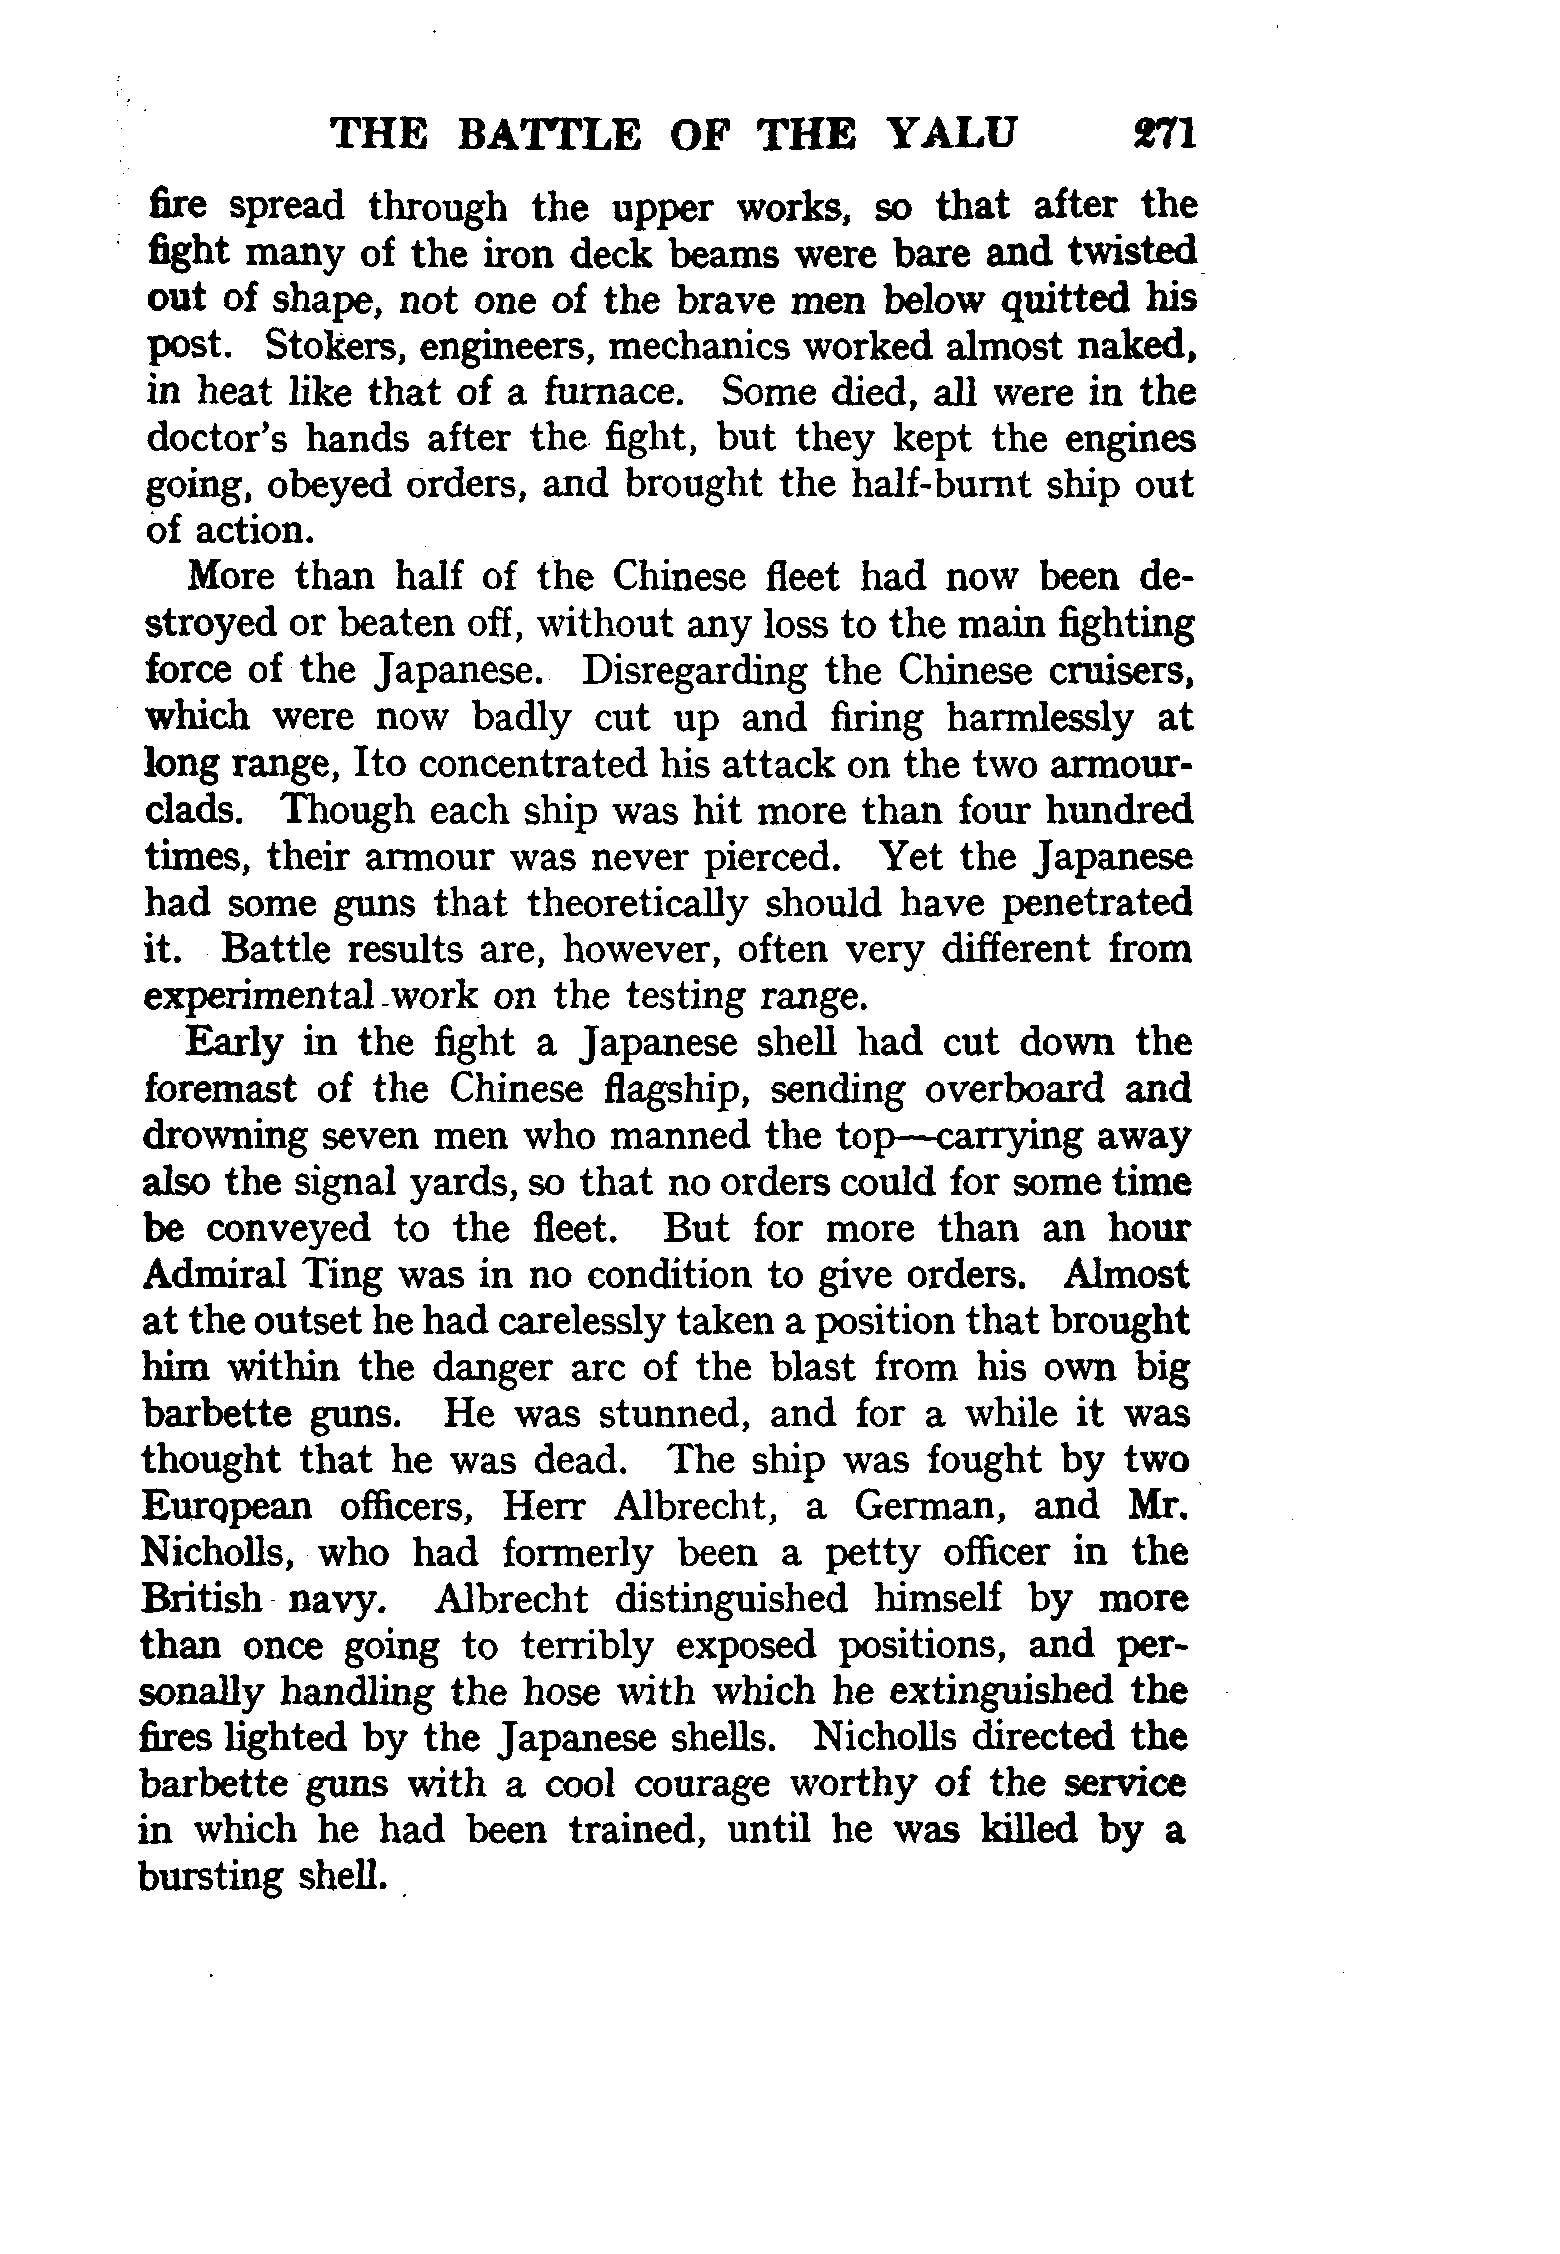 THE BATTLE OF THE YALU 271
fire spread through the upper works, so that after the
fight many of the iron deck beams were bare and twisted
out of shape, not one of the brave men below quitted his
post. Stokers, engineers, mechanics worked almost naked,
in heat like that of a furnace. Some died, all were in the
doctor's hands after the fight, but they kept the engines
going, obeyed orders, and brought the half-burnt ship out
of action.
More than half of the Chinese fleet had now been de-
stroyed or beaten off, without any loss to the main fighting
force of the Japanese. Disregarding the Chinese cruisers,
which were now badly cut up and firing harmlessly at
long range, Ito concentrated his attack on the two armour-
clads. Though each ship was hit more than four hundred
times, their armour was never pierced. Yet the Japanese
had some guns that theoretically should have penetrated
it. Battle results are, however, often very different from
experimental work on the testing range.
Early in the fight a Japanese shell had cut down the
foremast of the Chinese flagship, sending overboard and
drowning seven men who manned the top—carrying away
also the signal yards, so that no orders could for some time
be conveyed to the fleet. But for more than an hour
Admiral Ting was in no condition to give orders. Almost
at the outset he had carelessly taken a position that brought
him within the danger arc of the blast from his own big
barbette guns. He was stunned, and for a while it was
thought that he was dead. The ship was fought by two
European officers, Herr Albrecht, a German, and Mr.
Nicholls, who had formerly been a petty officer in the
British navy. Albrecht distinguished himself by more
than once going to terribly exposed positions, and per-
sonally handling the hose with which he extinguished the
fires lighted by the Japanese shells. Nicholls directed the
barbette guns with a cool courage worthy of the service
in which he had been trained, until he was killed by a
bursting shell.